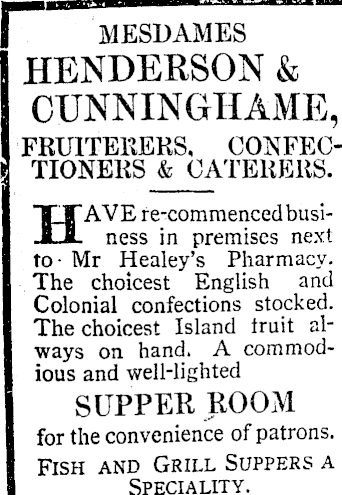 MESDAMES
HENDERSON &
CUNNINGHAME,
FRUITERERS, CONFEC-
TIONERS & CATERERS.
HAVE re-commenced busi-
ness in premises next
to Mr Healey's Pharmacy.
The choicest English and
Colonial confections stocked.
The choicest Island fruit al-
ways on hand. A commod-
ious and well-lighted
SUPPER ROOM
for the convenience of patrons.
FISH AND GRILL SUPPERS A
SPECIALITY.